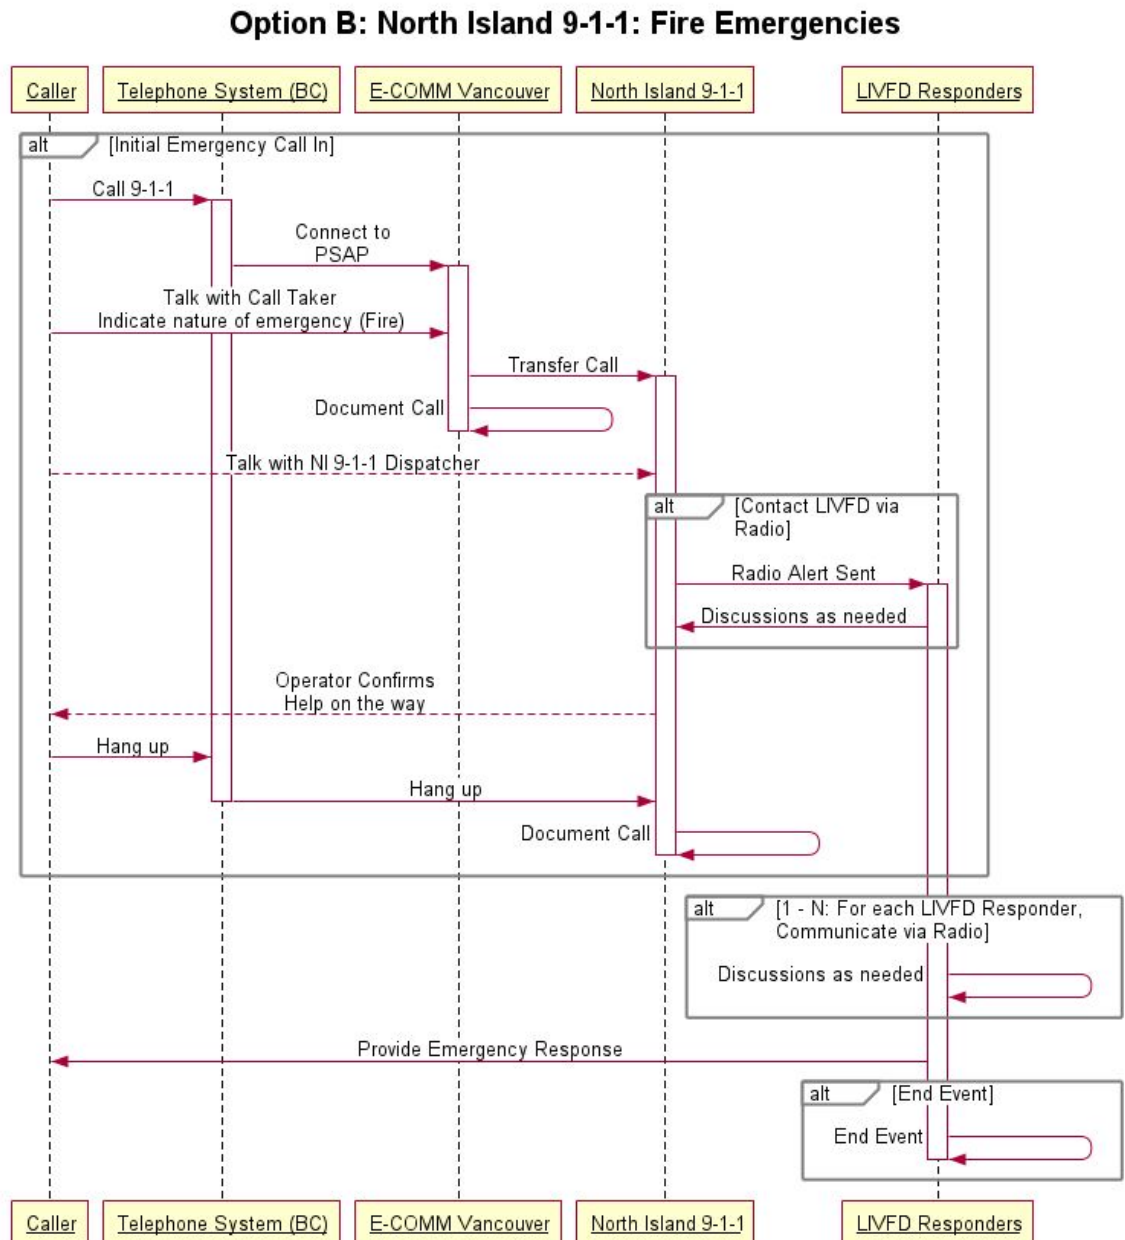 Option B: North Island 9-1-1: Fire Emergencies
Caller
Telephone System (BC)
E-COMM Vancouver
North Island 9-1-1
LIVFD Responders
alt
[Initial Emergency Call In]
Call 9-1-1
Connect to
PSAP
Talk with Call Taker
Indicate nature of emergency (Fire)
Transfer Call
Document Call
Talk with NI 9-1-1 Dispatcher
alt
[Contact LIVFD via
Radio]
Radio Alert Sent
Discussions as needed
Operator Confirms
Help on the way
Hang up
Hang up
Document Call
alt
[1 - N: For each LIVFD Responder,
Communicate via Radio]
Discussions as needed
Provide Emergency Response
alt
[End Event]
End Event
Caller
Telephone System (BC)
E-COMM Vancouver
North Island 9-1-1
LIVFD Responders